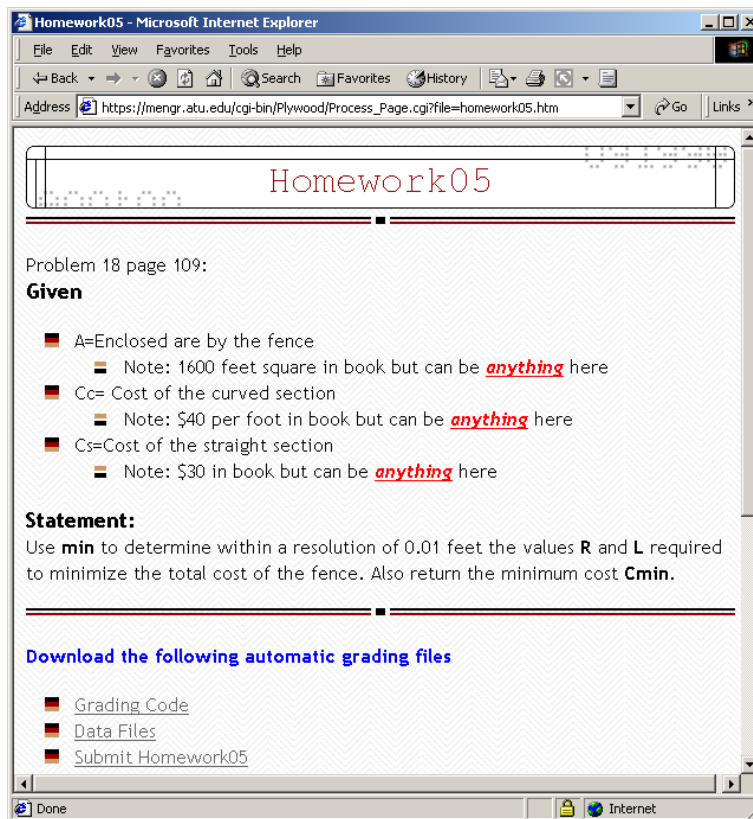 Homework05 - Microsoft Internet Explorer
File Edit View Favorites Tools Help
Back Search Favorites History
Address https://mengr.atu.edu/cgi-bin/Plywood/Process_Page.cgi?file=homework05.htm Go Links
Homework05
Problem 18 page 109:
Given
A=Enclosed are by the fence
Note: 1600 feet square in book but can be anything here
Cc= Cost of the curved section
Note: $40 per foot in book but can be anything here
Cs=Cost of the straight section
Note: $30 in book but can be anything here
Statement:
Use min to determine within a resolution of 0.01 feet the values R and L required
to minimize the total cost of the fence. Also return the minimum cost Cmin.
Download the following automatic grading files
Grading Code
Data Files
Submit Homework05
Done Internet